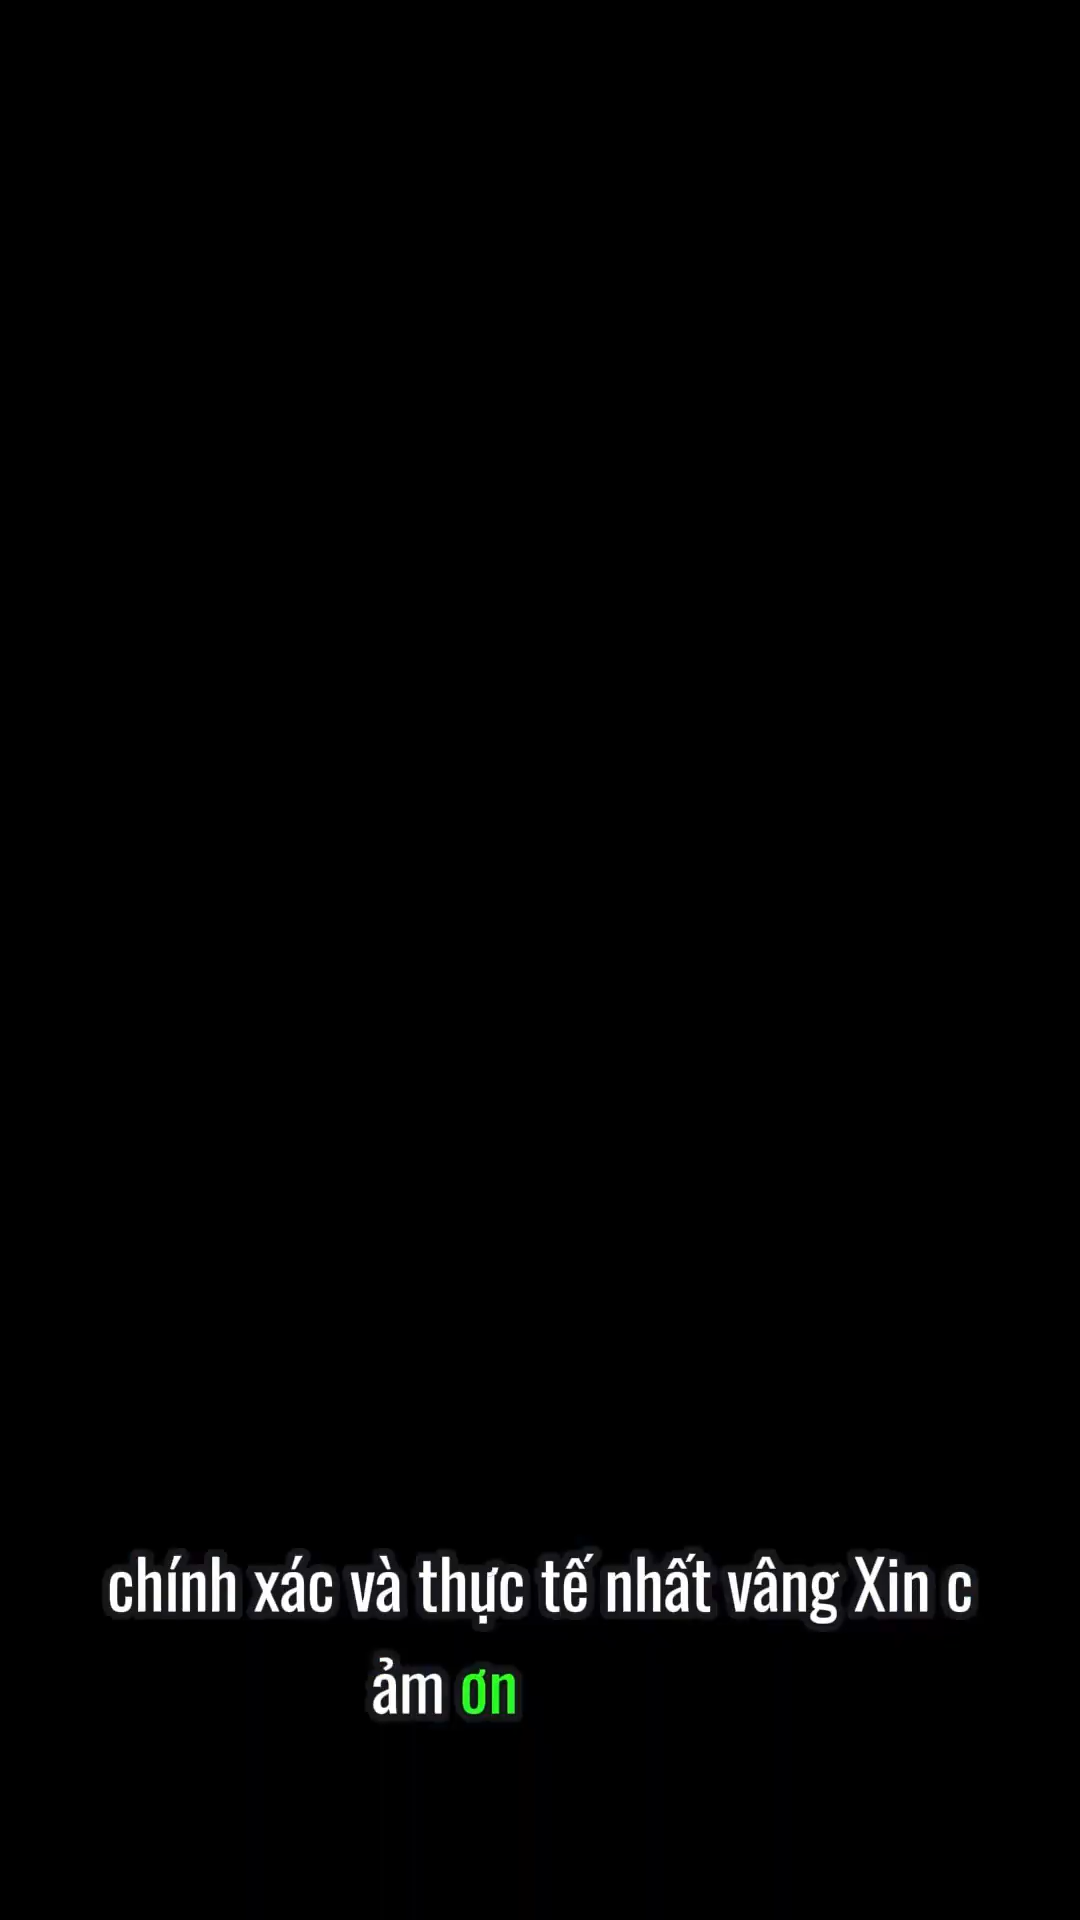 chính xác và thực tế nhất vâng Xin c
ảm ơn